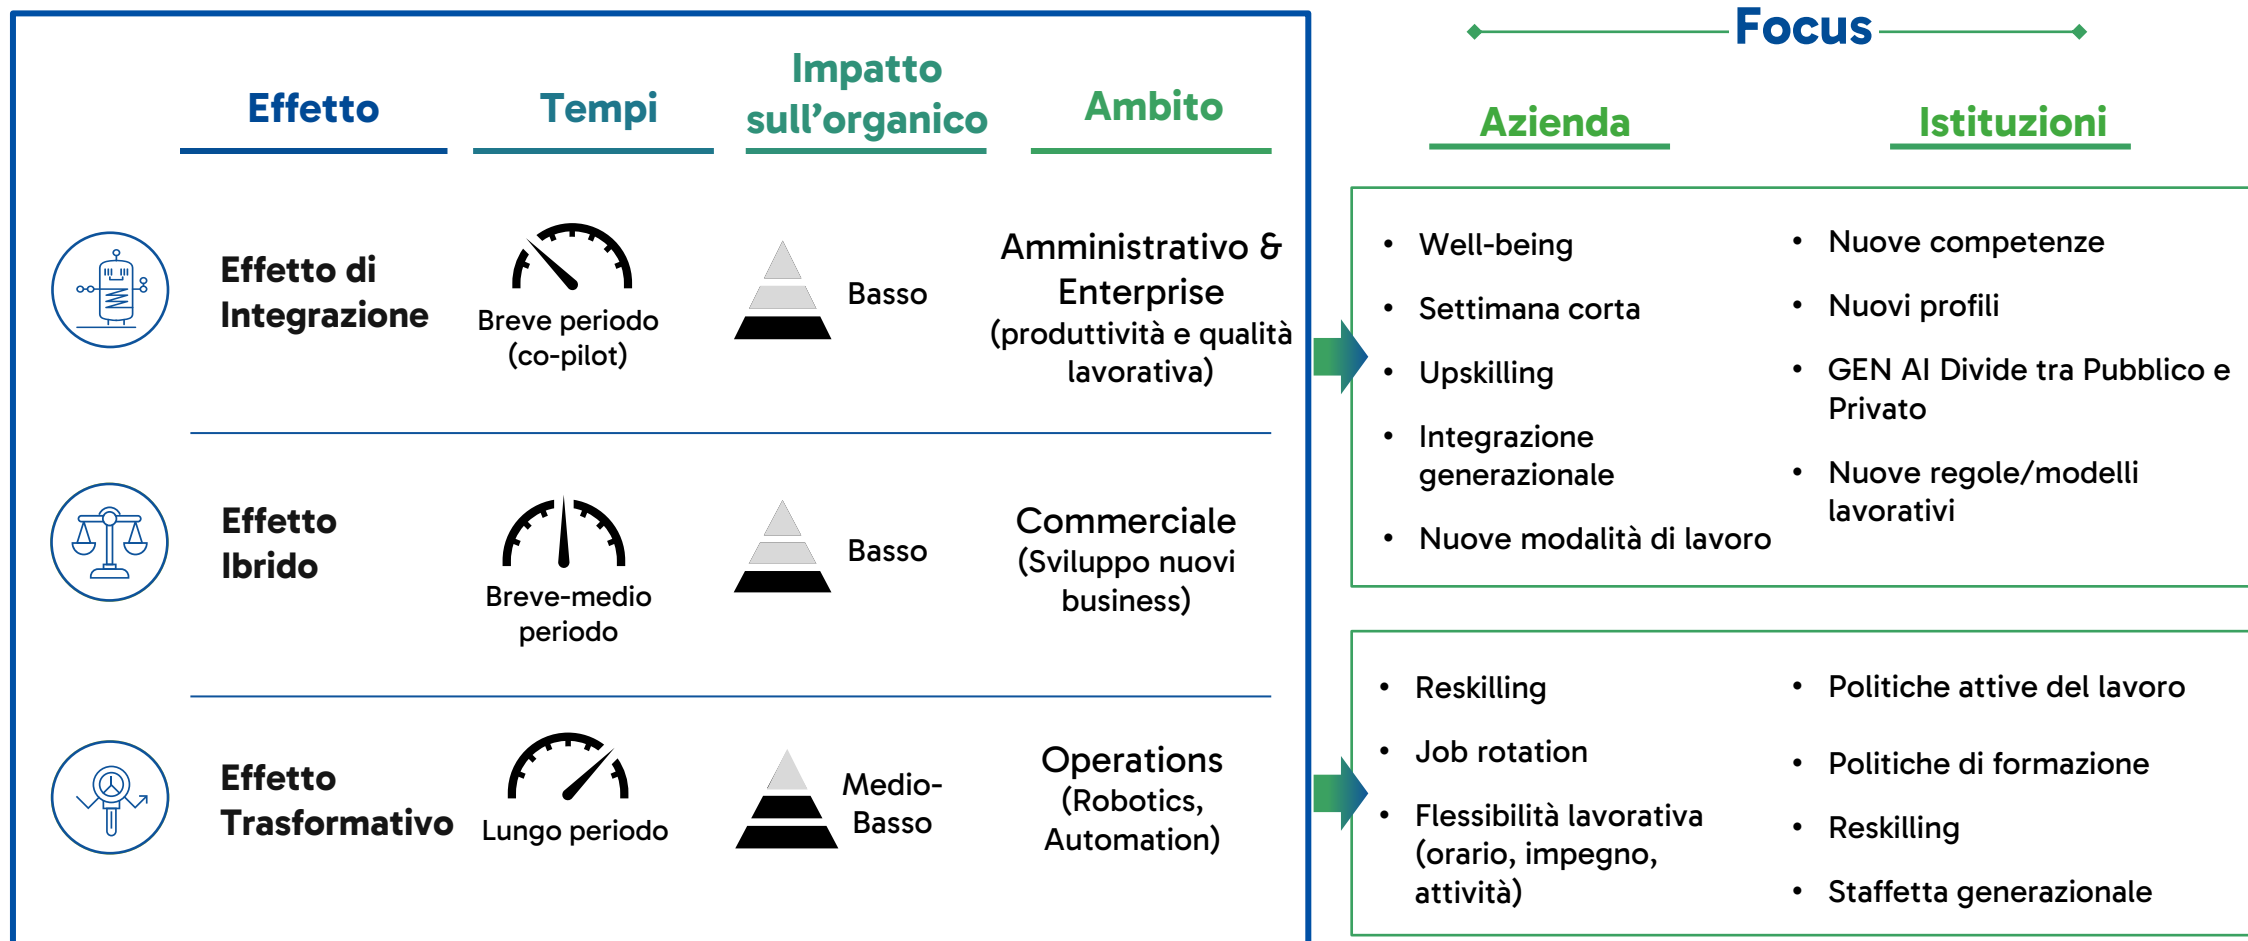 Focus
Effetto
Tempi
Impatto
sull'organico
Ambito
Azienda
Istituzioni
Effetto di
Integrazione
Breve periodo
(co-pilot)
Basso
Amministrativo &
Enterprise
(produttività e qualità
lavorativa)
Effetto
Ibrido
Breve-medio
periodo
Basso
Commerciale
(Sviluppo nuovi
business)
Effetto
Trasformativo
Lungo periodo
Medio-
Basso
Operations
(Robotics,
Automation)
• Well-being
• Settimana corta
• Upskilling
• Integrazione
generazionale
• Nuove modalità di lavoro
• Nuove competenze
• Nuovi profili
• GEN AI Divide tra Pubblico e
Privato
• Nuove regole/modelli
lavorativi
• Reskilling
• Job rotation
• Flessibilità lavorativa
(orario, impegno,
attività)
• Politiche attive del lavoro
• Politiche di formazione
• Reskilling
• Staffetta generazionale